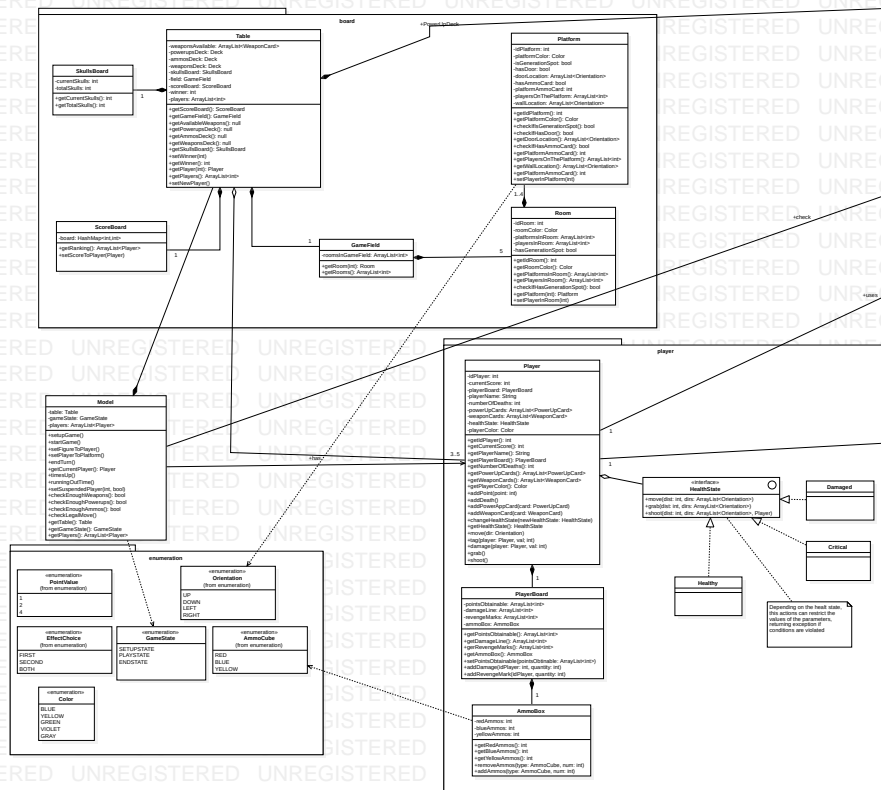 board
+PowerUpDeck
Table
-weaponsAvailable: ArrayList<WeaponCard>
-powerupsDeck: Deck
-ammosDeck: Deck
-weaponsDeck: Deck
-skullsBoard: SkullsBoard
-field: GameField
-scoreBoard: ScoreBoard
-winner: int
-players: ArrayList<int>
+getScoreBoard(): ScoreBoard
+getGameField(): GameField
+getAvailableWeapons(): null
+getPowerupsDeck(): null
+getAmmosDeck(): null
+getWeaponsDeck(): null
+getSkullsBoard(): SkullsBoard
+setWinner(int)
+getWinner(): int
+getPlayer(int): Player
+getPlayers(): ArrayList<int>
+setNewPlayer()
SkullsBoard
-currentSkulls: int
-totalSkulls: int
+getCurrentSkulls(): int
+getTotalSkulls(): int
1
Platform
-idPlatform: int
-platformColor: Color
-isGenerationSpot: bool
-hasDoor: bool
-doorLocation: ArrayList<Orientation>
-hasAmmoCard: bool
-platformAmmoCard: int
-playersOnThePlatform: ArrayList<int>
-wallLocation: ArrayList<Orientation>
+getIdPlatform(): int
+getPlatformColor(): Color
+checkIfIsGenerationSpot(): bool
+checkIfHasDoor(): bool
+getDoorLocation(): ArrayList<Orientation>
+checkIfHasAmmoCard(): bool
+getPlatformAmmoCard(): int
+getPlayersOnThePlatform(): ArrayList<int>
+getWallLocation(): ArrayList<Orientation>
+getPlatformAmmoCard(): int
+setPlayerInPlatform(int)
1..4
Room
-idRoom: int
-roomColor: Color
-platformsInRoom: ArrayList<int>
-playersInRoom: ArrayList<int>
-hasGenerationSpot: bool
+getIdRoom(): int
+getRoomColor(): Color
+getPlatformsInRoom(): ArrayList<int>
+getPlayersInRoom(): ArrayList<int>
+checkIfHasGenerationSpot(): bool
+getPlatform(int): Platform
+setPlayerInRoom(int)
5
ScoreBoard
-board: HashMap<int,int>
+getRanking(): ArrayList<Player>
+setScoreToPlayer(Player)
1
1
GameField
-roomsInGameField: ArrayList<int>
+getRoom(int): Room
+getRooms(): ArrayList<int>
+check
+uses
Model
-table: Table
-gameState: GameState
-players: ArrayList<Player>
+setupGame()
+startGame()
+setFigureToPlayer()
+setPlayerToPlatform()
+endTurn()
+getCurrentPlayer(): Player
+timesUp()
+runningOutTime()
+setSuspendedPlayer(int, bool)
+checkEnoughWeapons(): bool
+checkEnoughPowerups(): bool
+checkEnoughAmmos(): bool
+checkLegalMove()
+getTable(): Table
+getGameState(): GameState
+getPlayers(): ArrayList<Player>
+has
3..5
player
Player
-idPlayer: int
-currentScore: int
-playerBoard: PlayerBoard
-playerName: String
-numberOfDeaths: int
-powerUpCards: ArrayList<PowerUpCard>
-weaponCards: ArrayList<WeaponCard>
-healthState: HealthState
-playerColor: Color
+getIdPlayer(): int
+getCurrentScore(): int
+getPlayerName(): String
+getPlayerBoard(): PlayerBoard
+getNumberOfDeaths(): int
+getPowerUpCards(): ArrayList<PowerUpCard>
+getWeaponCards(): ArrayList<WeaponCard>
+getPlayerColor(): Color
+addPoint(point: int)
+addDeath()
+addPowerAppCard(card: PowerUpCard)
+addWeaponCard(card: WeaponCard)
+changeHealthState(newHealthState: HealthState)
+getHealthState(): HealthState
+move(dir: Orientation)
+tag(player: Player, val: int)
+damage(player: Player, val: int)
+grab()
+shoot()
1
1
1
«interface»
HealthState
+move(dist: int, dirs: ArrayList<Orientation>)
+grab(dist: int, dirs: ArrayList<Orientation>)
+shoot(dist: int, dirs: ArrayList<Orientation>, Player)
Damaged
Critical
Healthy
Depending on the healt state,
this actions can restrict the
values of the parameters,
returning exception if
conditions are violated
PlayerBoard
-pointsObtainable: ArrayList<int>
-damageLine: ArrayList<int>
-revengeMarks: ArrayList<int>
-ammoBox: AmmoBox
+getPointsObtainable(): ArrayList<int>
+getDamageLine(): ArrayList<int>
+gerRevengeMarks(): ArrayList<int>
+getAmmoBox(): AmmoBox
+setPointsObtainable(pointsObtinable: ArrayList<int>)
+addDamage(idPlayer: int, quantity: int)
+addRevengeMark(idPlayer, quantity: int)
1
AmmoBox
-redAmmos: int
-blueAmmos: int
-yellowAmmos: int
+getRedAmmos(): int
+getBlueAmmos(): int
+getYellowAmmos(): int
+removeAmmos(type: AmmoCube, num: int)
+addAmmos(type: AmmoCube, num: int)
enumeration
«enumeration»
PointValue
(from enumeration)
1
2
4
«enumeration»
Orientation
(from enumeration)
UP
DOWN
LEFT
RIGHT
«enumeration»
EffectChoice
(from enumeration)
FIRST
SECOND
BOTH
«enumeration»
GameState
SETUPSTATE
PLAYSTATE
ENDSTATE
«enumeration»
AmmoCube
(from enumeration)
RED
BLUE
YELLOW
«enumeration»
Color
BLUE
YELLOW
GREEN
VIOLET
GRAY
UNREGISTERED